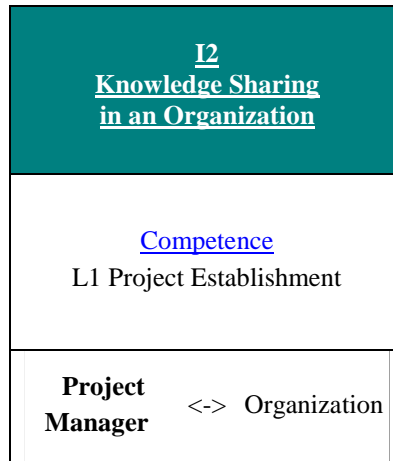 I2
Knowledge Sharing
in an Organization
Competence
L1 Project Establishment
Project
Manager <-> Organization